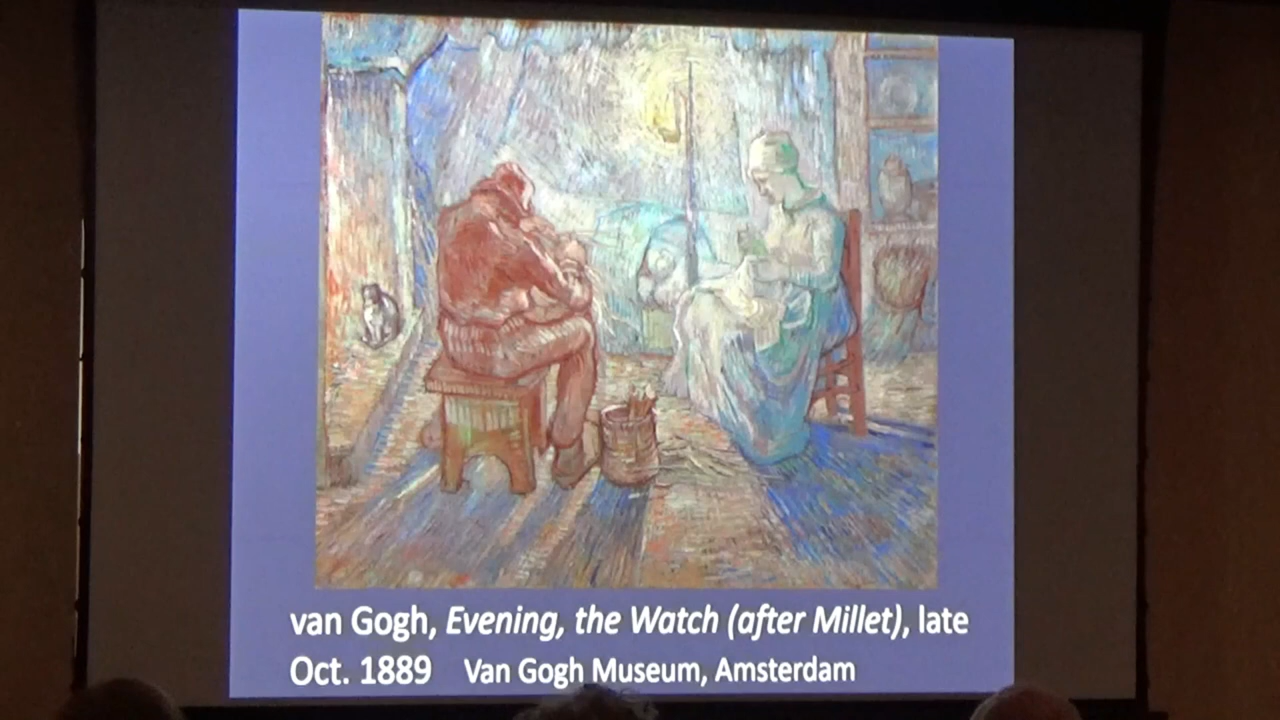 van Gogh, Evening, the Watch (after Millet), late
Oct. 1889 Van Gogh Museum, Amsterdam